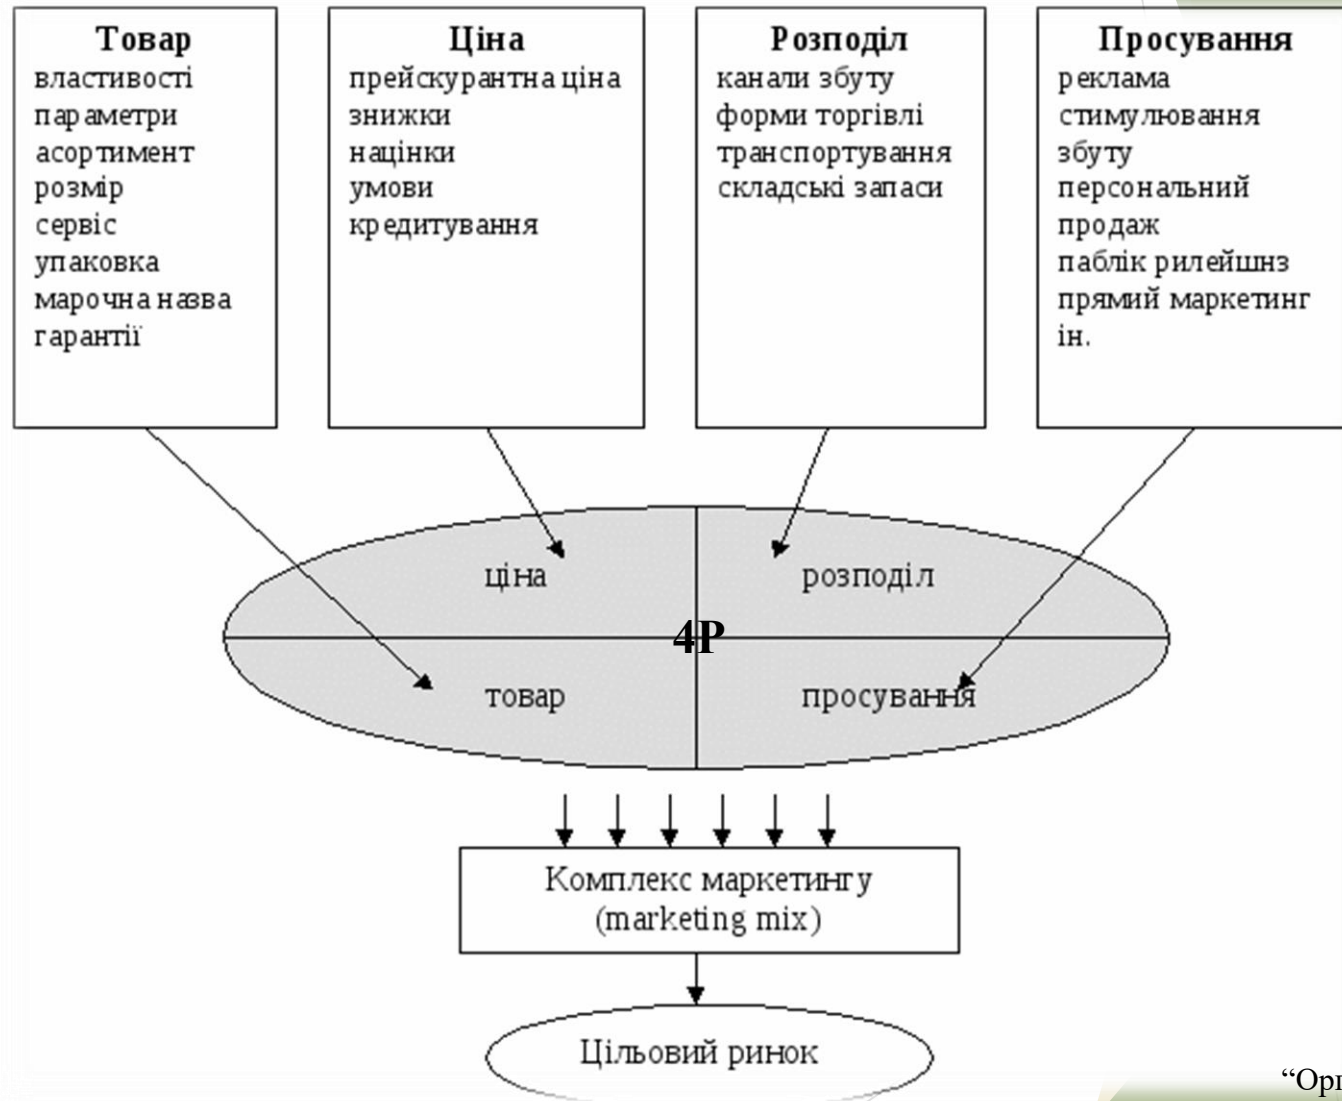 Товар
властивості
параметри
асортимент
розмір
сервіс
упаковка
марочна назва
гарантії
Ціна
прейскурантна ціна
знижки
націнки
умови
кредитування
Розподіл
канали збуту
форми торгівлі
транспортування
складські запаси
Просування
реклама
стимулювання
збуту
персональний
продаж
паблік рилейшнз
прямий маркетинг
ін.
ціна
розподіл
4P
товар
просування
Комплекс маркетингу
(marketing mix)
Цільовий ринок